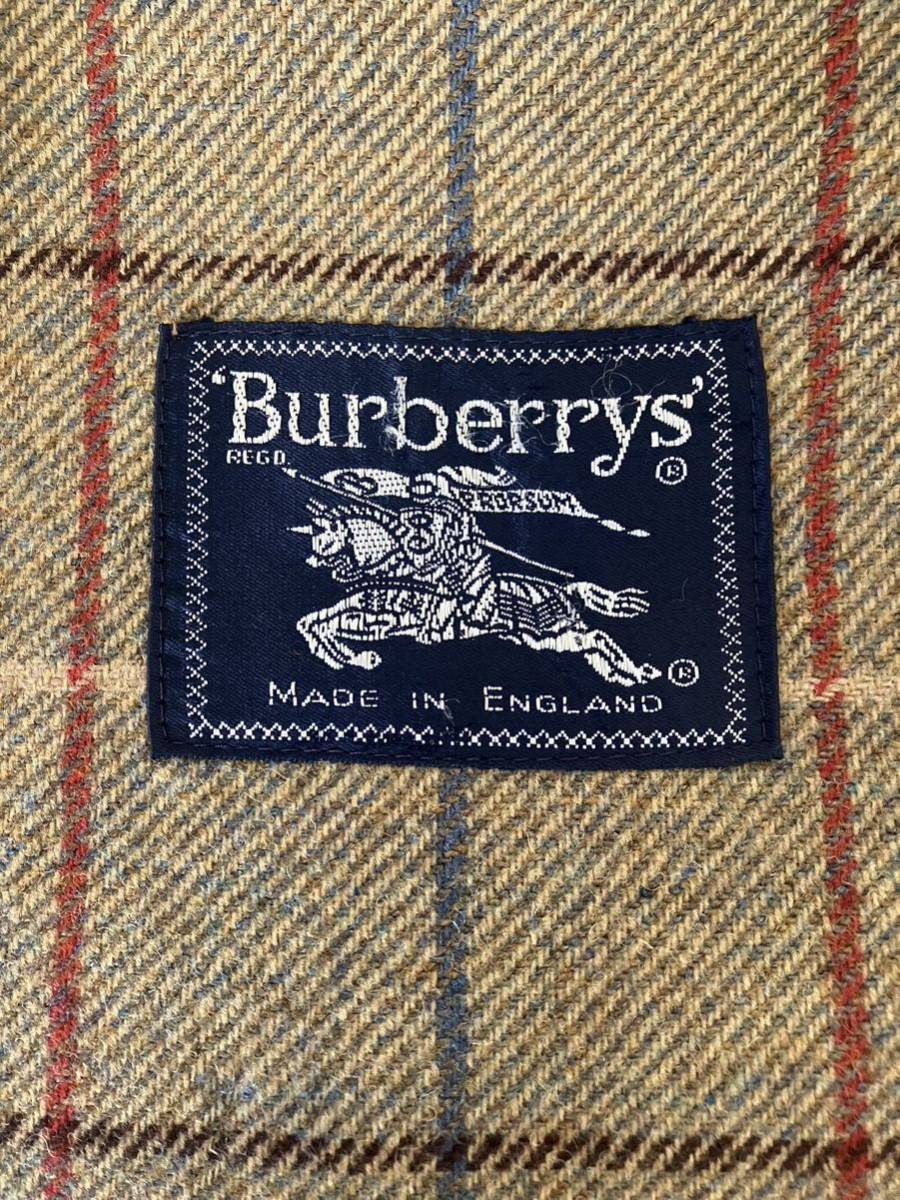 'Burberrys'
REGD. ®
PRORSUM
®
MADE IN ENGLAND